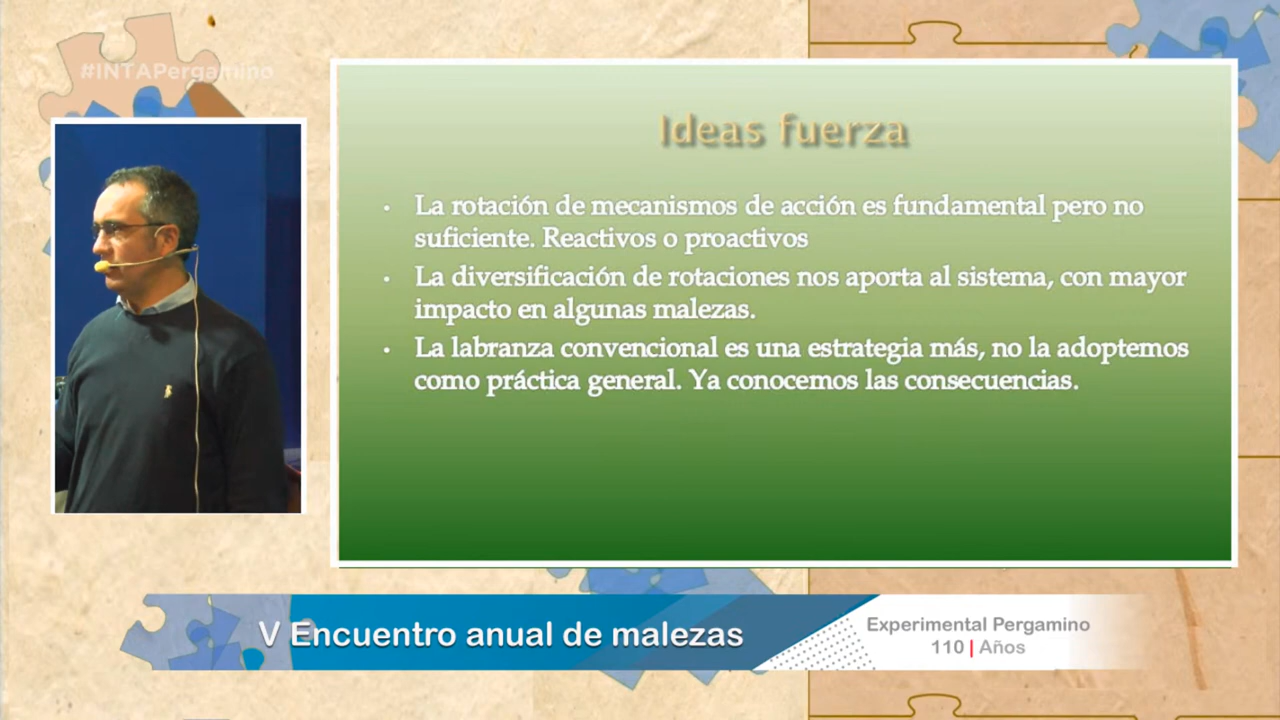 #INTAPergamino
Ideas fuerza
• La rotación de mecanismos de acción es fundamental pero no
suficiente. Reactivos o proactivos
• La diversificación de rotaciones nos aporta al sistema, con mayor
impacto en algunas malezas.
• La labranza convencional es una estrategia más, no la adoptemos
como práctica general. Ya conocemos las consecuencias.
V Encuentro anual de malezas
Experimental Pergamino
110 | Años